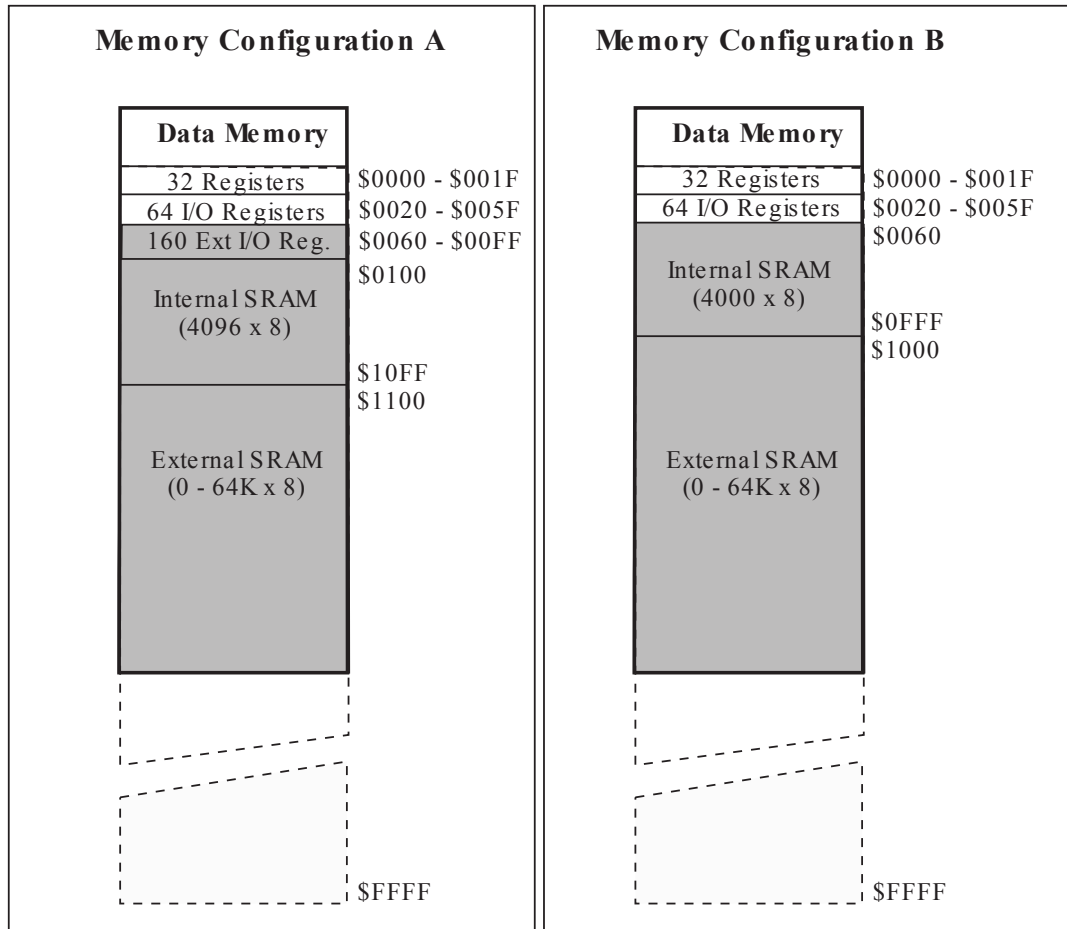 Memory Configuration A
Data Memory
32 Registers
$0000 - $001F
64 I/O Registers
$0020 - $005F
160 Ext I/O Reg.
$0060 - $00FF
$0100
Internal SRAM
(4096 x 8)
$10FF
$1100
External SRAM
(0 - 64K x 8)
$FFFF
Memory Configuration B
Data Memory
32 Registers
$0000 - $001F
64 I/O Registers
$0020 - $005F
$0060
Internal SRAM
(4000 x 8)
$0FFF
$1000
External SRAM
(0 - 64K x 8)
$FFFF